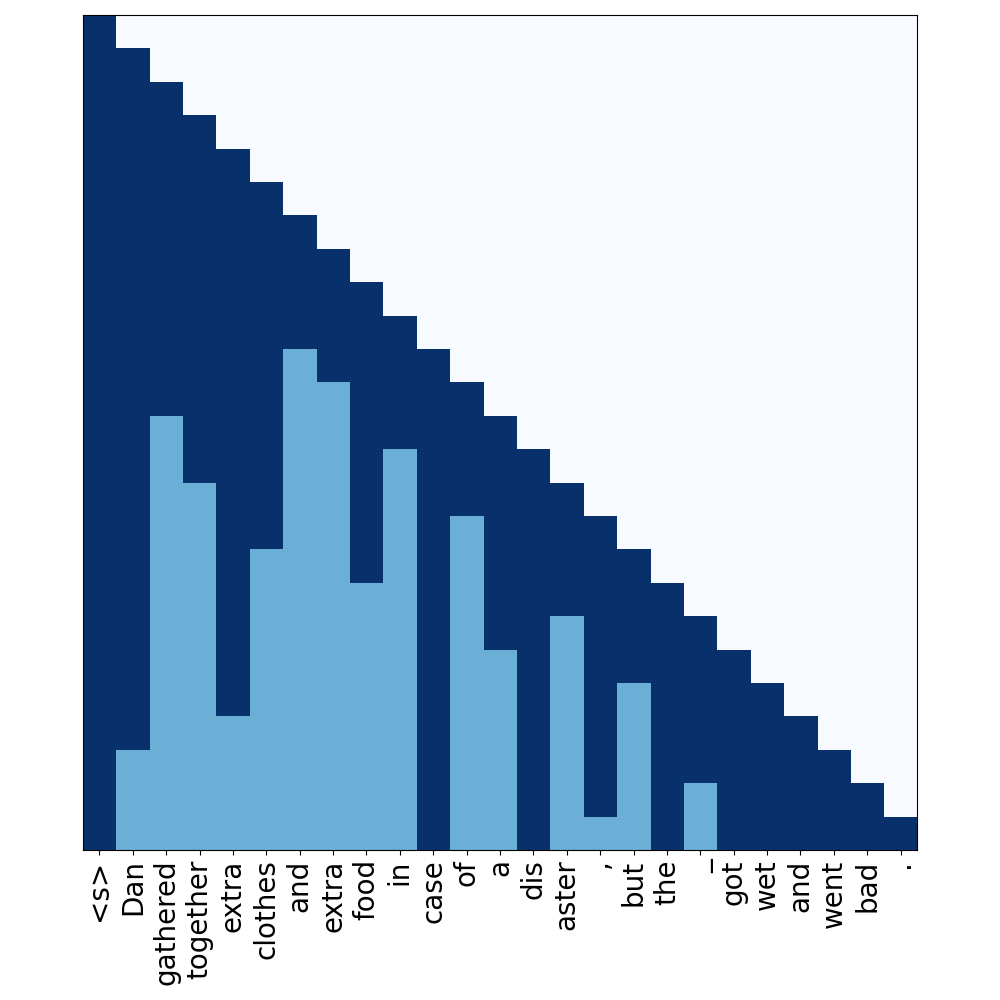 <s>
Dan
gathered
together
extra
clothes
and
extra
food
in
case
of
a
dis
aster
,
but
the
_
got
wet
and
went
bad
.